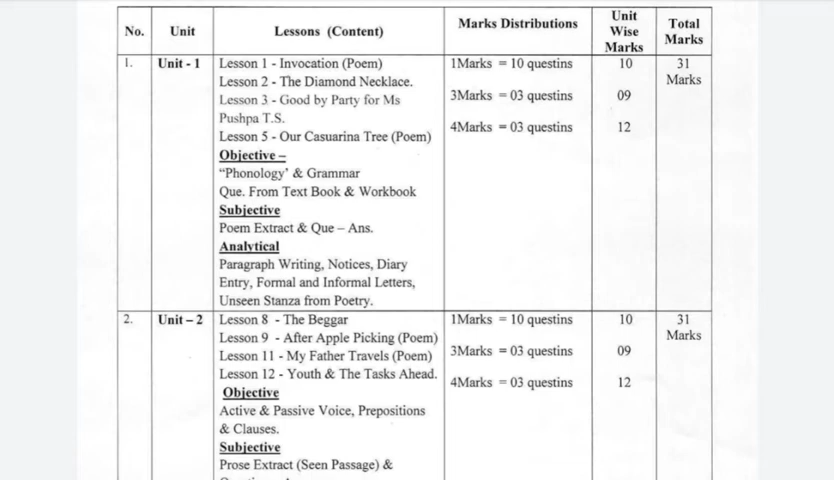 No. Unit Lessons (Content) Marks Distributions Unit Wise Marks Total Marks
1. Unit - 1 Lesson 1 - Invocation (Poem) 1Marks = 10 questins 10 31
Lesson 2 - The Diamond Necklace. Marks
Lesson 3 - Good by Party for Ms 3Marks = 03 questins 09
Pushpa T.S.
Lesson 5 - Our Casuarina Tree (Poem) 4Marks = 03 questins 12
Objective –
“Phonology’ & Grammar
Que. From Text Book & Workbook
Subjective
Poem Extract & Que – Ans.
Analytical
Paragraph Writing, Notices, Diary
Entry, Formal and Informal Letters,
Unseen Stanza from Poetry.
2. Unit – 2 Lesson 8 - The Beggar 1Marks = 10 questins 10 31
Lesson 9 - After Apple Picking (Poem) Marks
Lesson 11 - My Father Travels (Poem) 3Marks = 03 questins 09
Lesson 12 - Youth & The Tasks Ahead. 4Marks = 03 questins 12
Objective
Active & Passive Voice, Prepositions
& Clauses.
Subjective
Prose Extract (Seen Passage) &